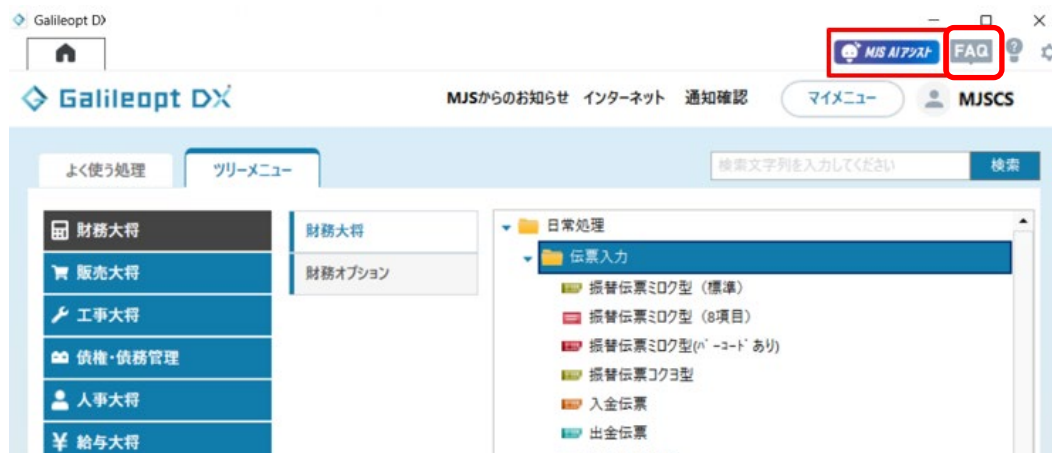 Galileopt DX
MJS AIアシスト FAQ
Galileopt DX
MJSからのお知らせ インターネット 通知確認 マイメニュー MJSCS
よく使う処理 ツリーメニュー
検索文字列を入力してください 検索
財務大将
販売大将
工事大将
債権・債務管理
人事大将
給与大将
財務大将
財務オプション
日常処理
伝票入力
振替伝票ミロク型（標準）
振替伝票ミロク型（8項目）
振替伝票ミロク型(ﾊﾞｰｺｰﾄﾞあり)
振替伝票コクヨ型
入金伝票
出金伝票